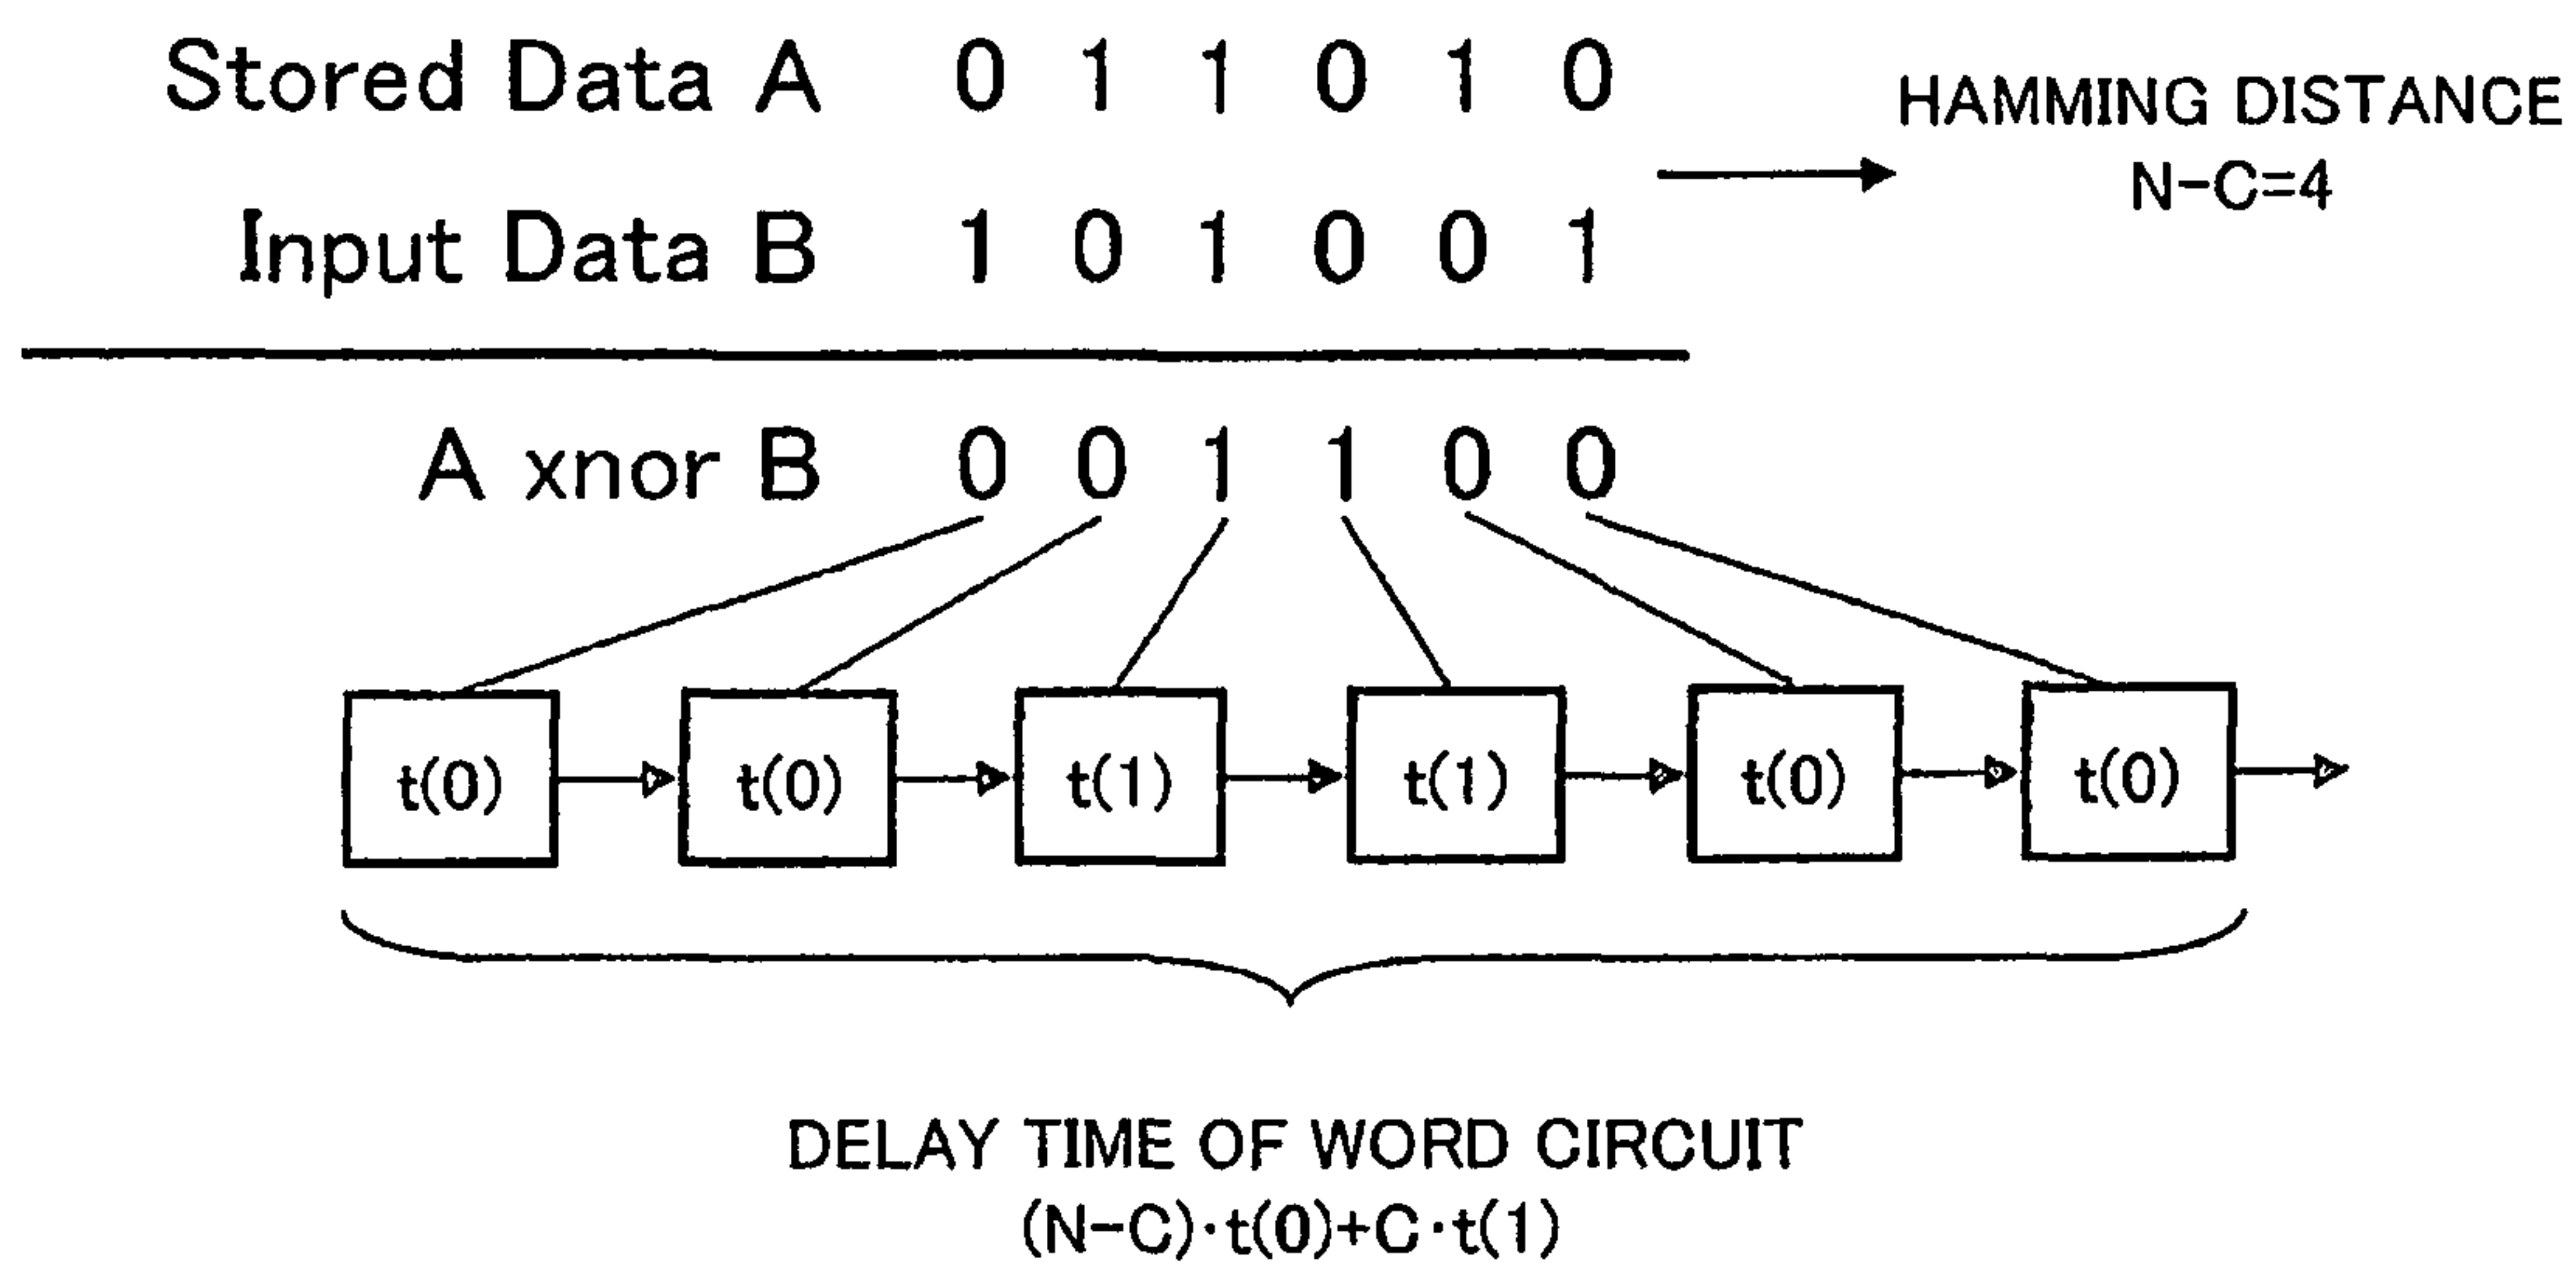 Stored Data A 0 1 1 0 1 0
HAMMING DISTANCE
N-C=4
Input Data B 1 0 1 0 0 1
A xnor B 0 0 1 1 0 0
t(0) t(0) t(1) t(1) t(0) t(0)
DELAY TIME OF WORD CIRCUIT
(N-C)·t(0)+C·t(1)